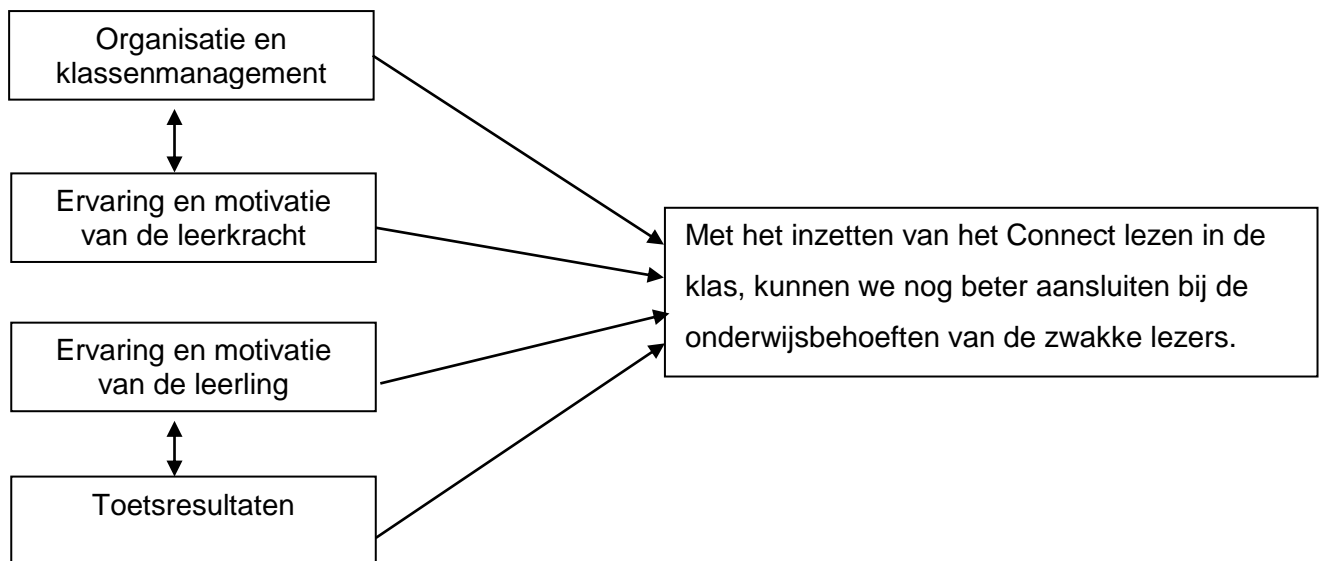 Organisatie en
klassenmanagement
Ervaring en motivatie
van de leerkracht
Ervaring en motivatie
van de leerling
Toetsresultaten
Met het inzetten van het Connect lezen in de
klas, kunnen we nog beter aansluiten bij de
onderwijsbehoeften van de zwakke lezers.